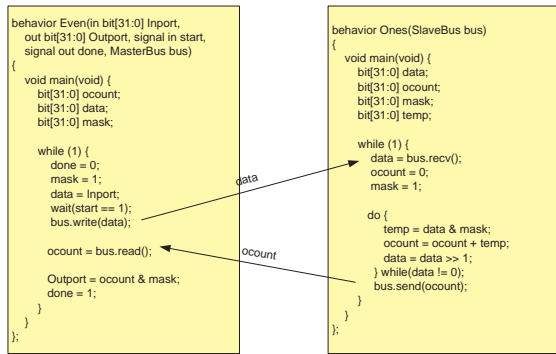 behavior Even(in bit[31:0] Inport,
out bit[31:0] Outport, signal in start,
signal out done, MasterBus bus)
{
void main(void) {
bit[31:0] ocount;
bit[31:0] data;
bit[31:0] mask;
while (1) {
done = 0;
mask = 1;
data = Inport;
wait(start == 1);
bus.write(data);
ocount = bus.read();
Outport = ocount & mask;
done = 1;
}
}
};
data
ocount
behavior Ones(SlaveBus bus)
{
void main(void) {
bit[31:0] data;
bit[31:0] ocount;
bit[31:0] mask;
bit[31:0] temp;
while (1) {
data = bus.recv();
ocount = 0;
mask = 1;
do {
temp = data & mask;
ocount = ocount + temp;
data = data >> 1;
} while(data != 0);
bus.send(ocount);
}
}
};